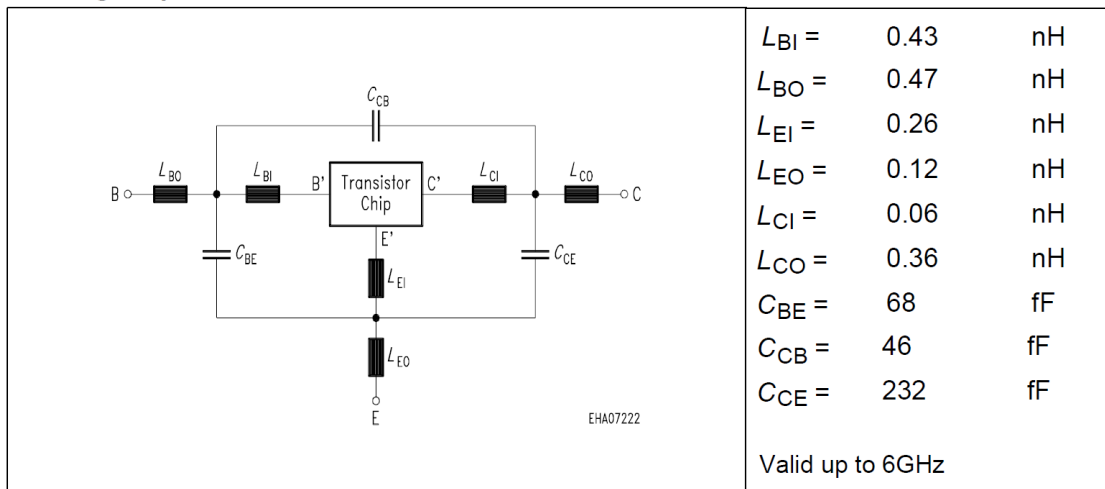 C_CB
L_BO L_BI B' Transistor Chip C' L_CI L_CO
B C
E'
C_BE C_CE
L_EI
L_EO
E
EHA07222
L_BI = 0.43 nH
L_BO = 0.47 nH
L_EI = 0.26 nH
L_EO = 0.12 nH
L_CI = 0.06 nH
L_CO = 0.36 nH
C_BE = 68 fF
C_CB = 46 fF
C_CE = 232 fF
Valid up to 6GHz